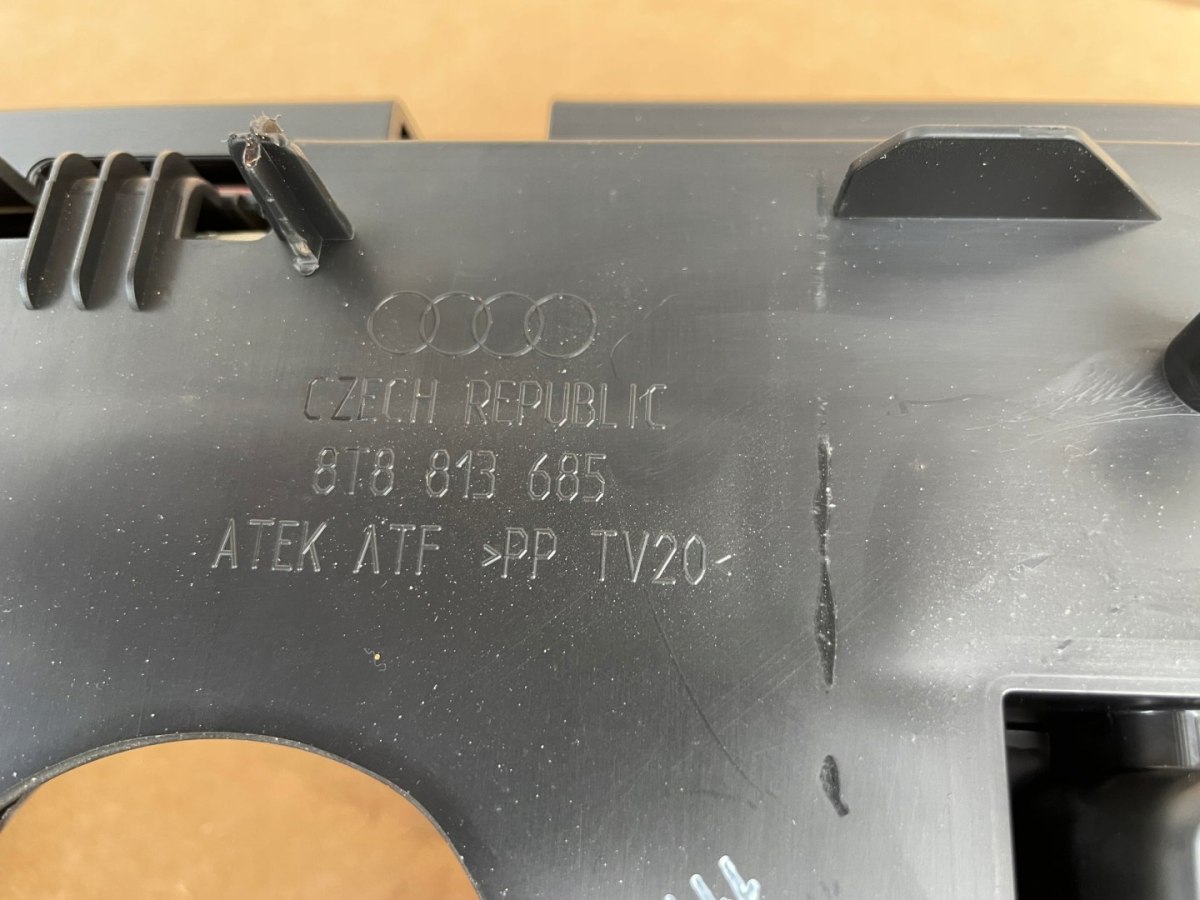 CZECH REPUBLIC
8T8 813 685
ATEK ATF >PP TV20<